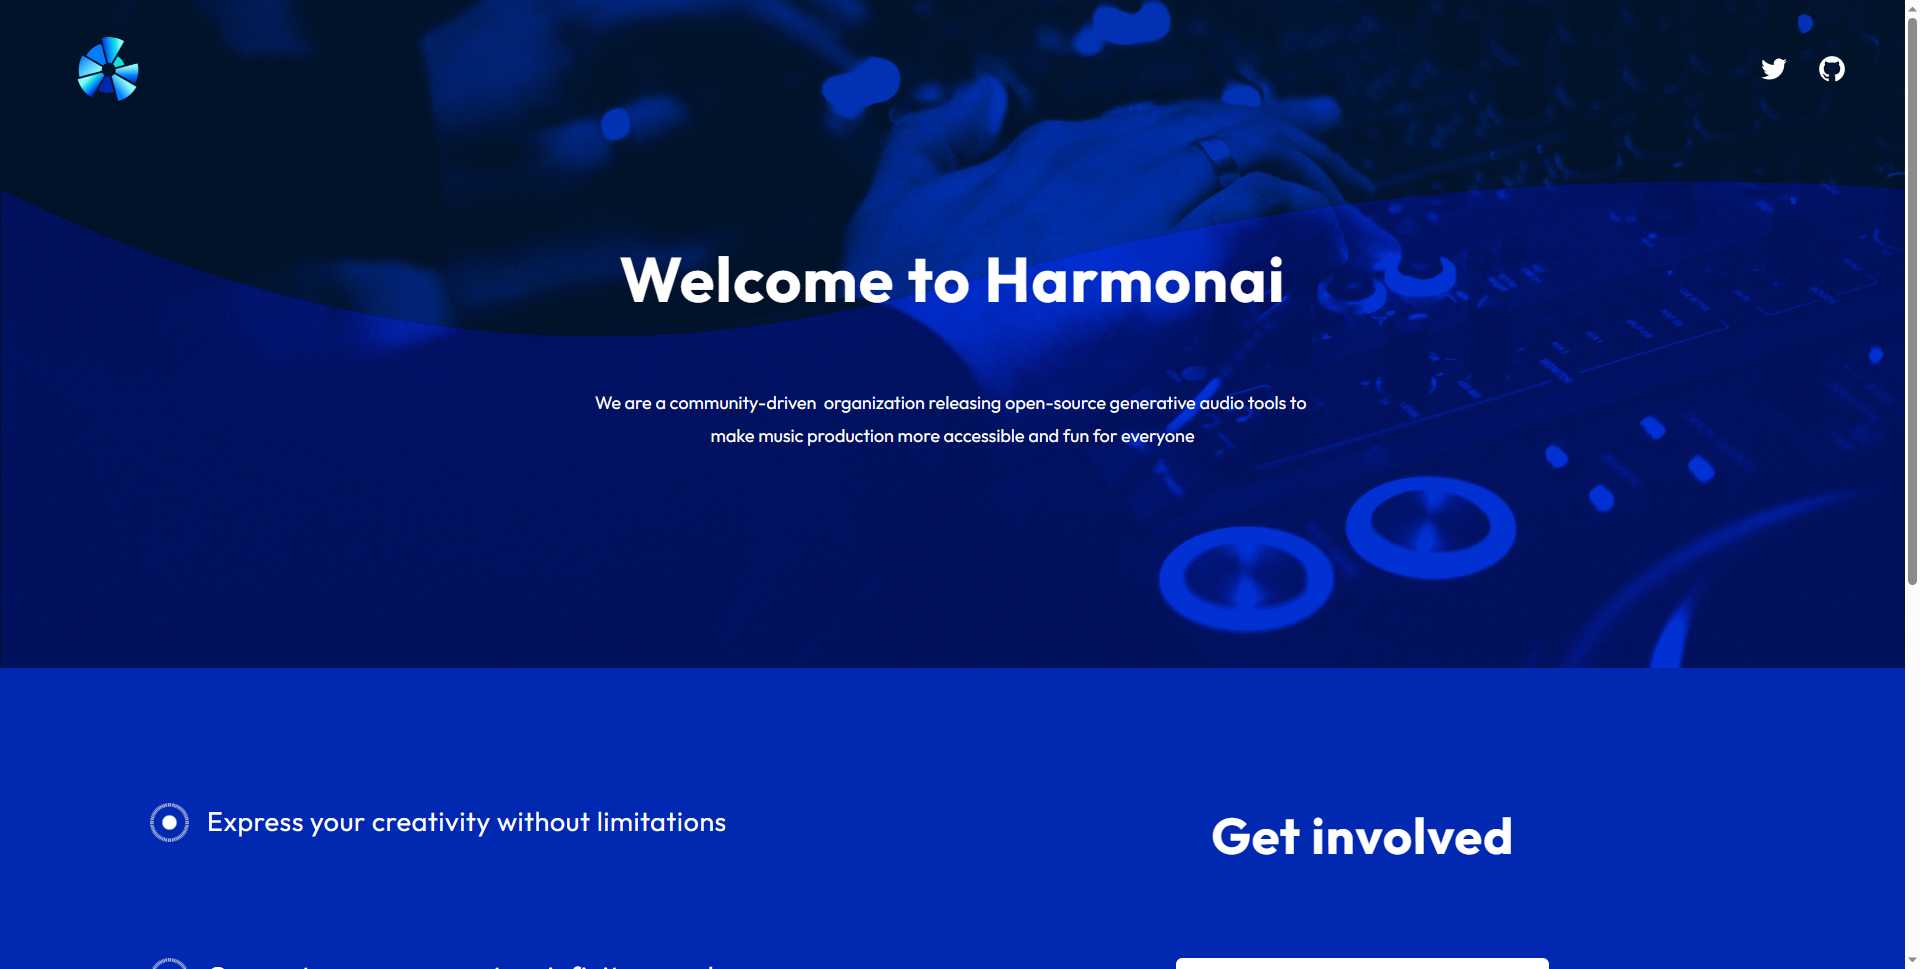 Welcome to Harmonai
We are a community-driven  organization releasing open-source generative audio tools to
make music production more accessible and fun for everyone
Express your creativity without limitations
Get involved